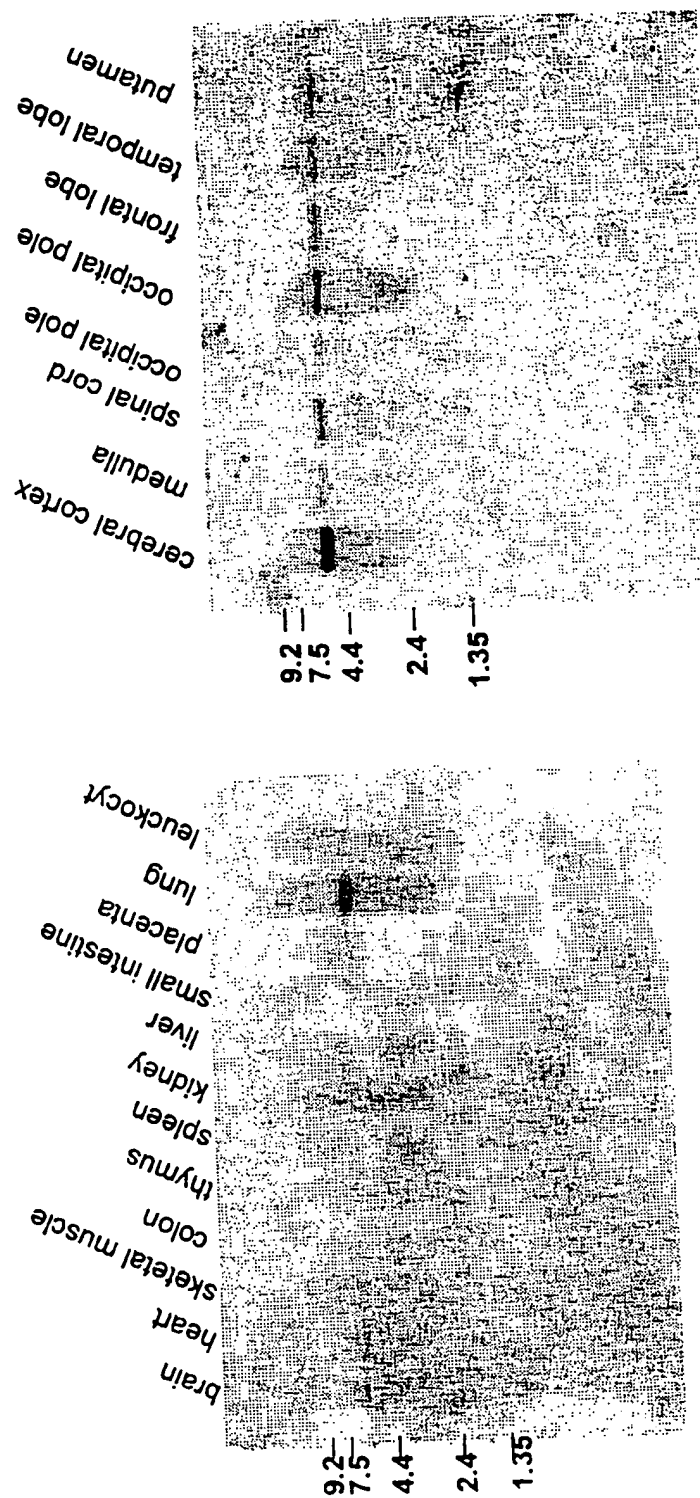 putamen
temporal lobe
frontal lobe
occipital pole
occipital pole
spinal cord
medulla
cerebral cortex
9.2
7.5
4.4
2.4
1.35
leuckocyt
lung
placenta
small intestine
liver
kidney
spleen
thymus
colon
sketetal muscle
heart
brain
9.2
7.5
4.4
2.4
1.35